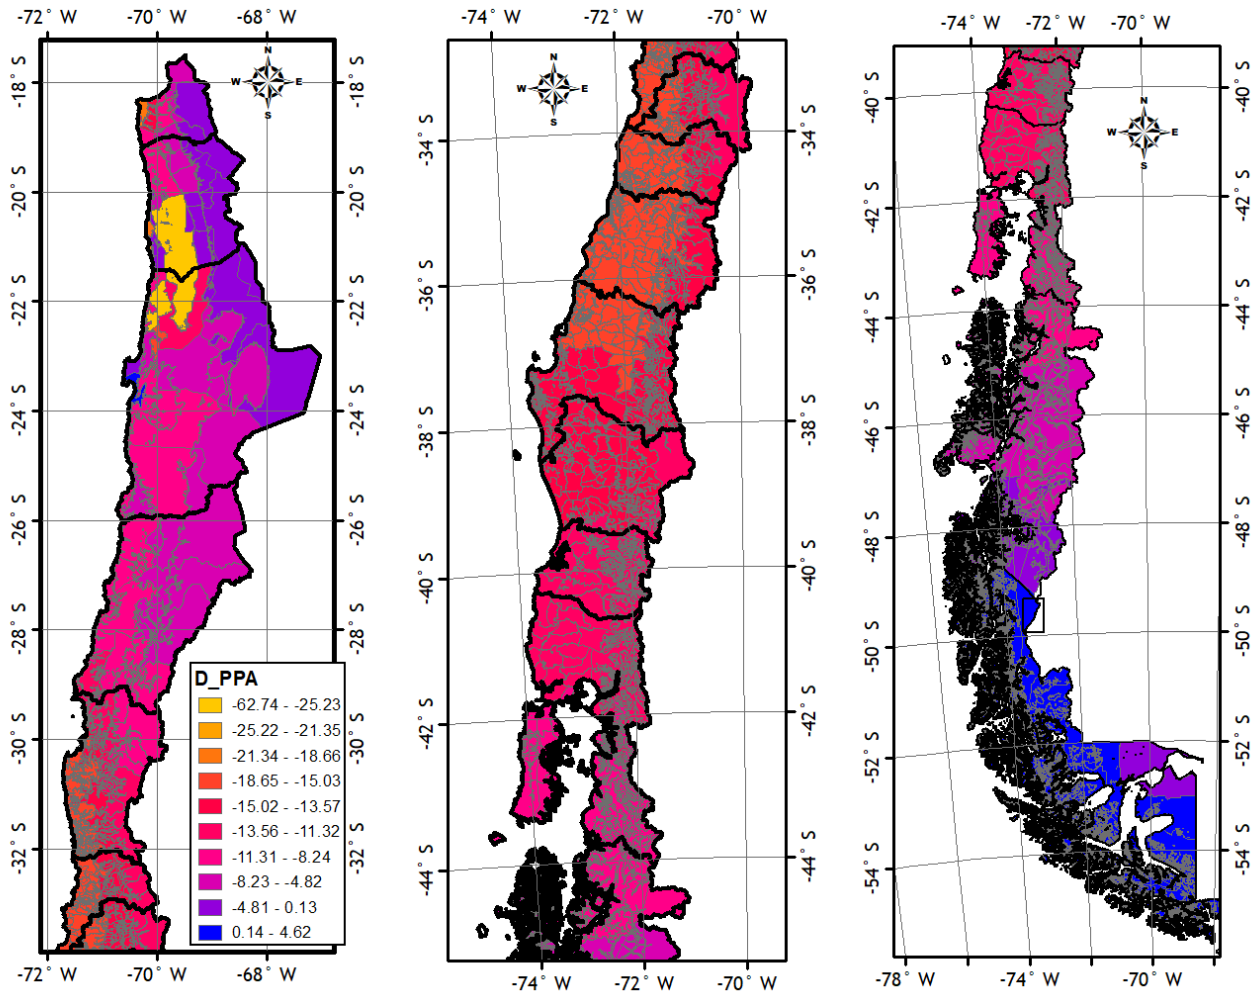 -72° W -70° W -68° W
-74° W -72° W -70° W
-74° W -72° W -70° W
-18° S
-20° S
-22° S
-24° S
-26° S
-28° S
-30° S
-32° S
N
W E
S
-18° S
-20° S
-22° S
-24° S
-26° S
-28° S
-30° S
-32° S
D_PPA
-62.74 - -25.23
-25.22 - -21.35
-21.34 - -18.66
-18.65 - -15.03
-15.02 - -13.57
-13.56 - -11.32
-11.31 - -8.24
-8.23 - -4.82
-4.81 - 0.13
0.14 - 4.62
-72° W -70° W -68° W
-34° S
-36° S
-38° S
-40° S
-42° S
-44° S
N
W E
S
-34° S
-36° S
-38° S
-40° S
-42° S
-44° S
-74° W -72° W -70° W
-40° S
-42° S
-44° S
-46° S
-48° S
-50° S
-52° S
-54° S
N
W E
S
-40° S
-42° S
-44° S
-46° S
-48° S
-50° S
-52° S
-54° S
-78° W -74° W -70° W